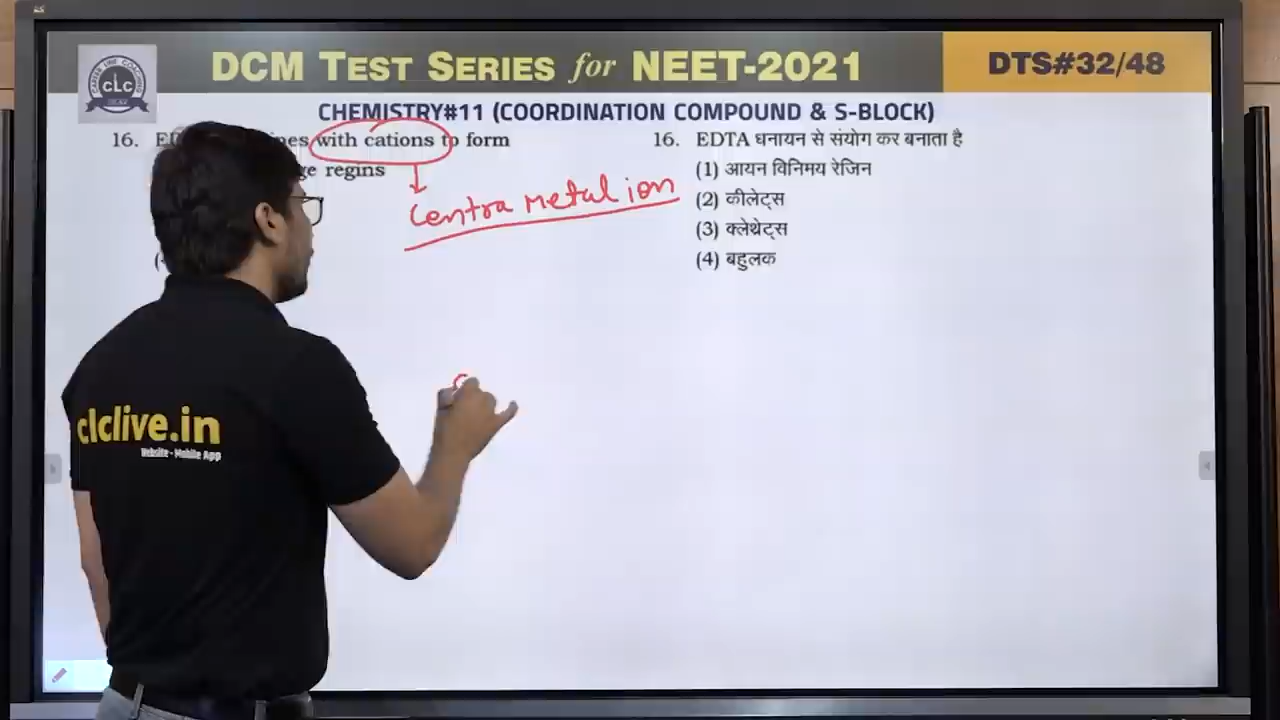 DCM TEST SERIES for NEET-2021
DTS#32/48
CLC
CHEMISTRY#11 (COORDINATION COMPOUND & S-BLOCK)
16. with cations to form
regins
Centra Metal ion
16. EDTA धनायन से संयोग कर बनाता है
(1) आयन विनिमय रेजिन
(2) कीलेट्स
(3) क्लेथ्रेट्स
(4) बहुलक
clclive.in
Website - Mobile App